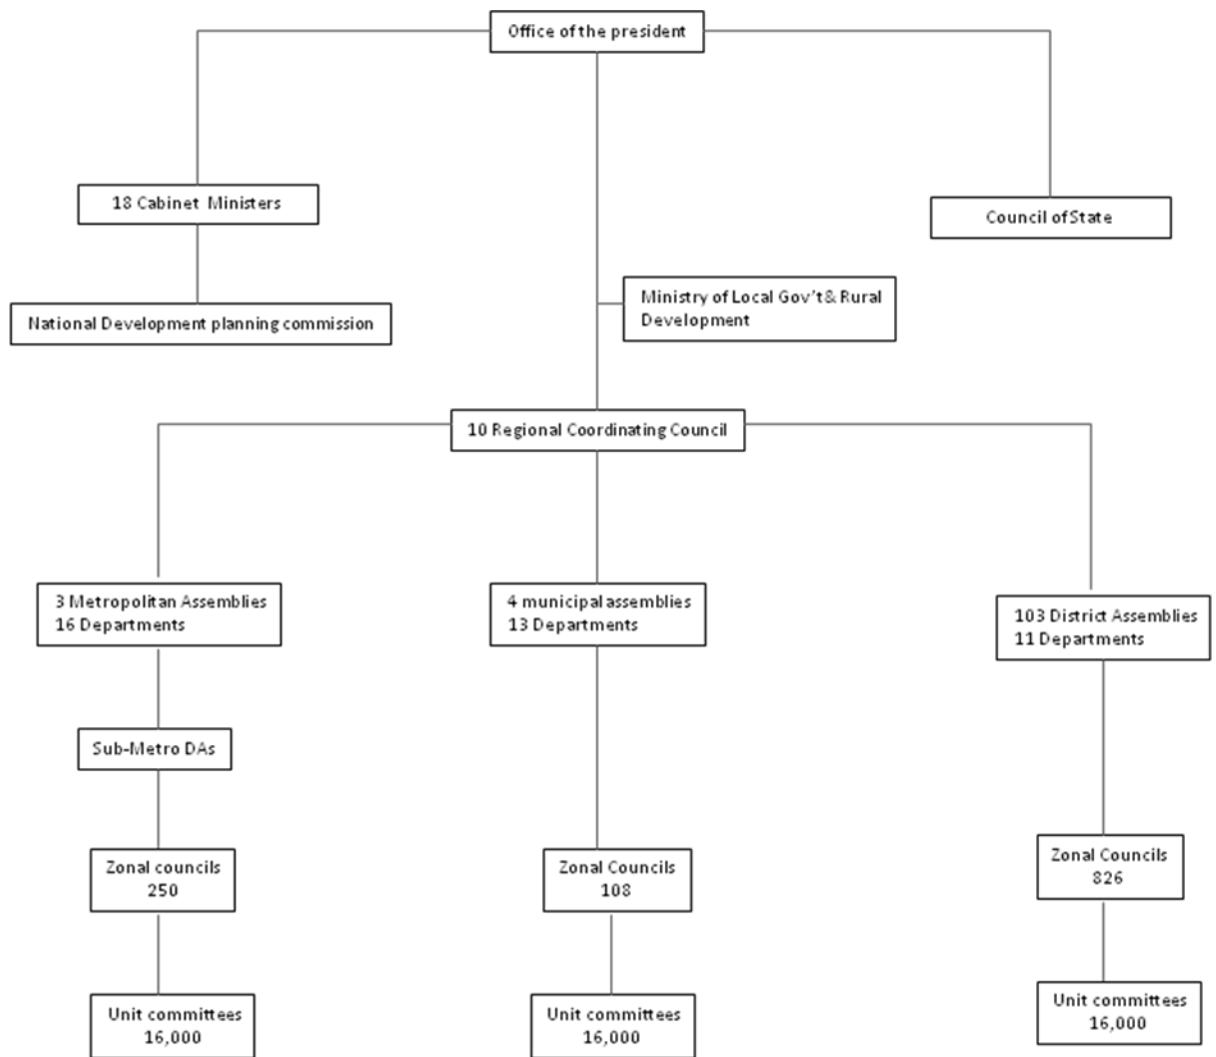 Office of the president
18 Cabinet Ministers
Council of State
National Development planning commission
Ministry of Local Gov't & Rural
Development
10 Regional Coordinating Council
3 Metropolitan Assemblies
16 Departments
4 municipal assemblies
13 Departments
103 District Assemblies
11 Departments
Sub-Metro DAs
Zonal councils
250
Zonal Councils
108
Zonal Councils
826
Unit committees
16,000
Unit committees
16,000
Unit committees
16,000